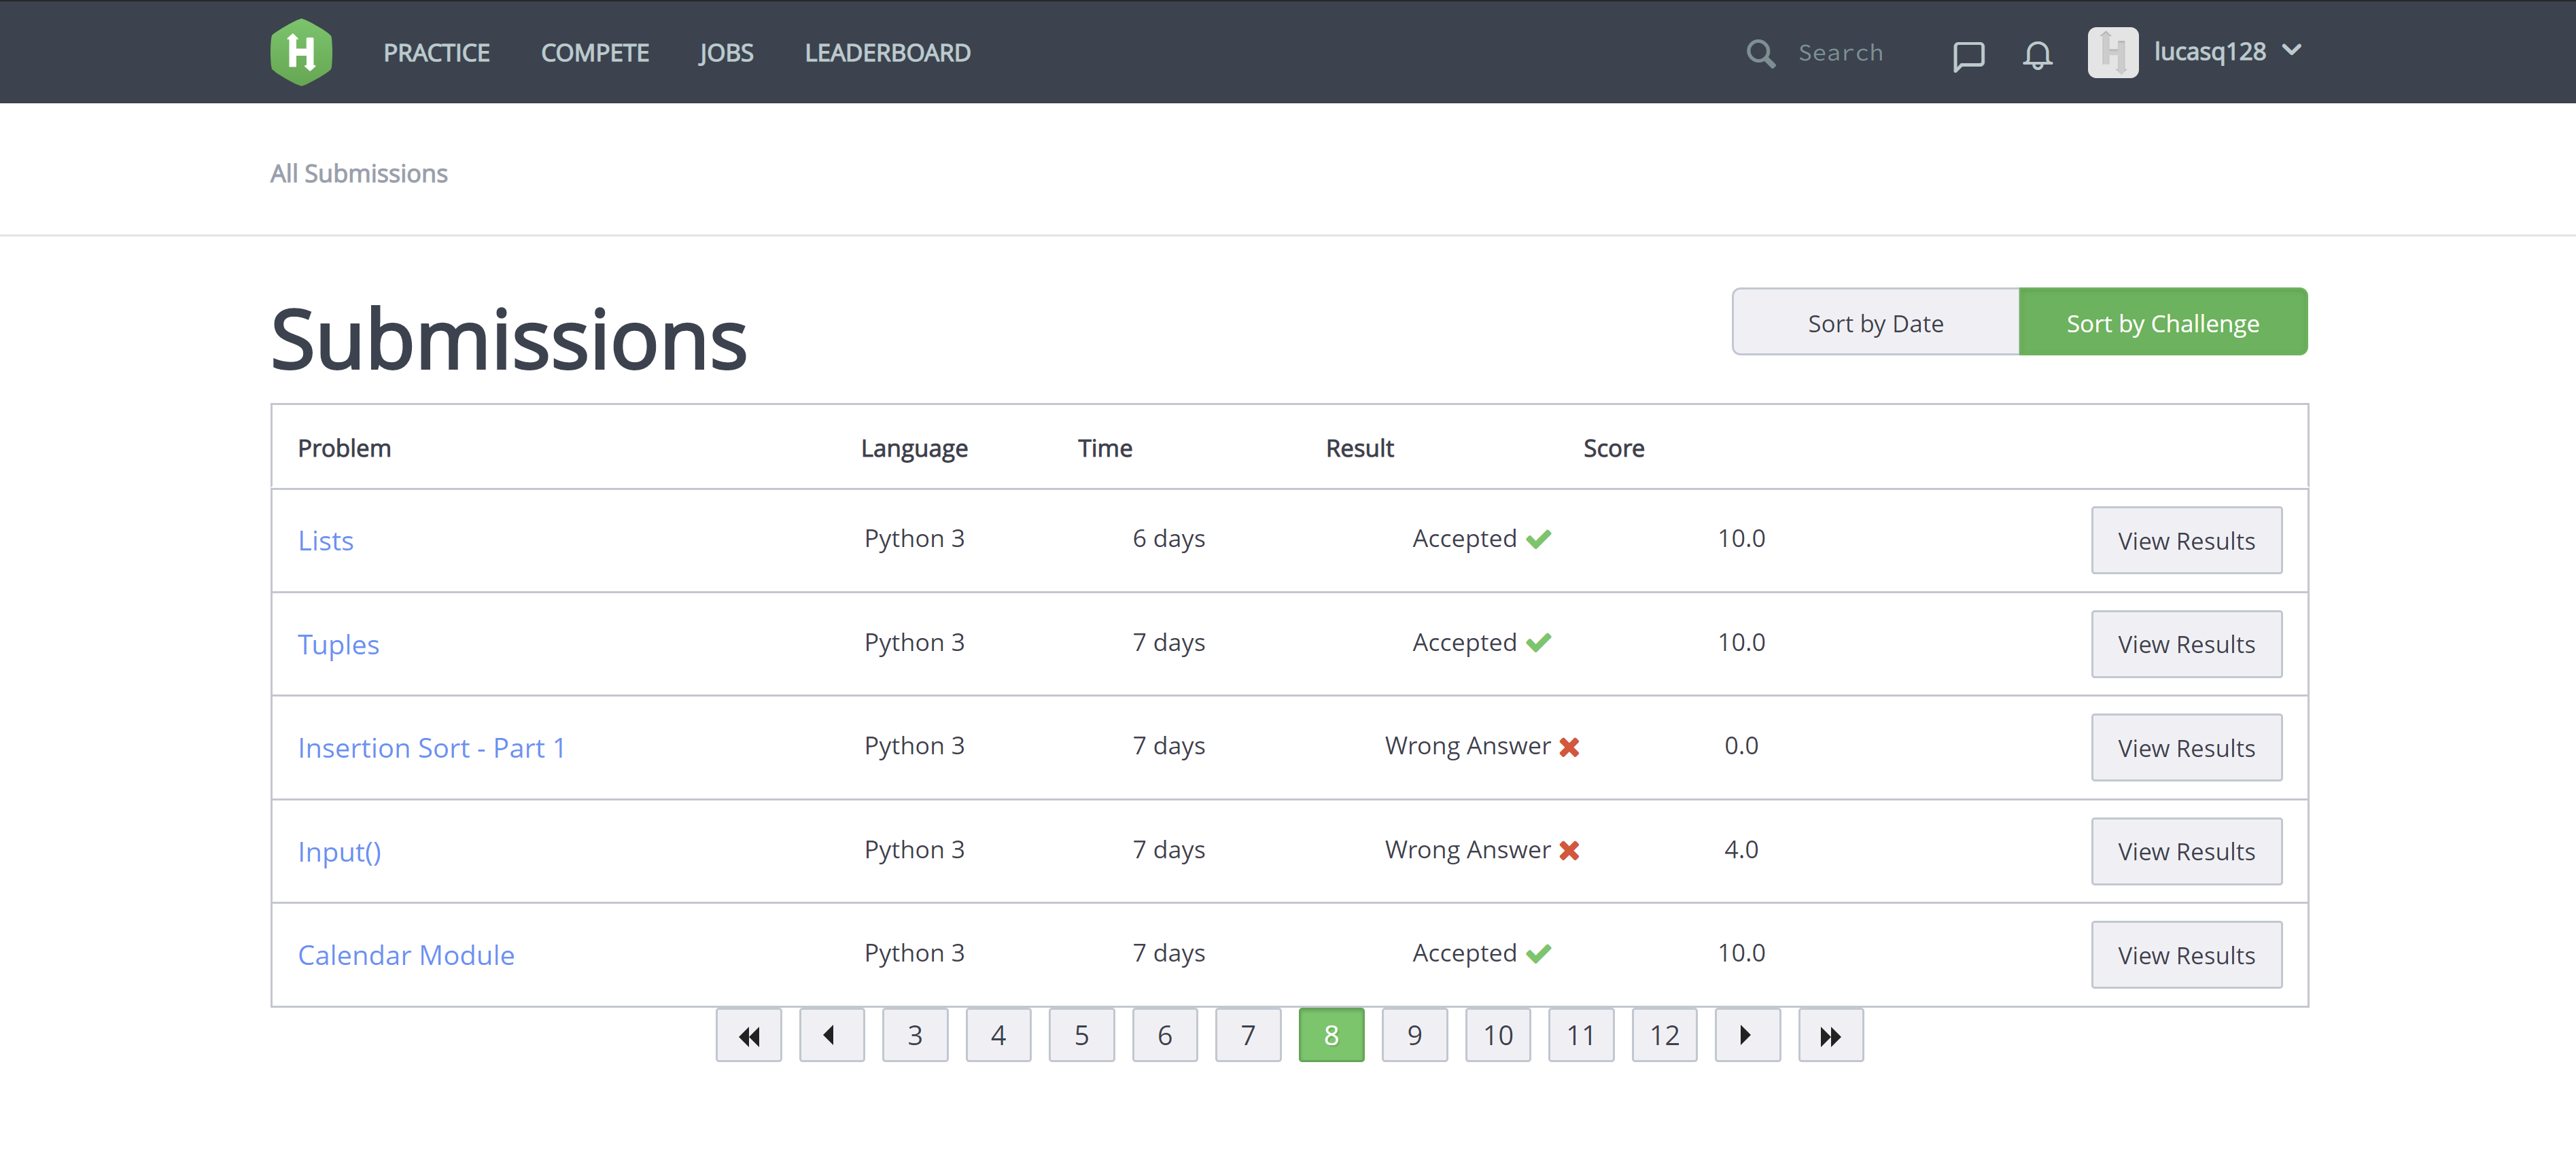 PRACTICE COMPETE JOBS LEADERBOARD Search lucasq128
All Submissions
Submissions
Sort by Date Sort by Challenge
Problem Language Time Result Score
Lists Python 3 6 days Accepted 10.0 View Results
Tuples Python 3 7 days Accepted 10.0 View Results
Insertion Sort - Part 1 Python 3 7 days Wrong Answer 0.0 View Results
Input() Python 3 7 days Wrong Answer 4.0 View Results
Calendar Module Python 3 7 days Accepted 10.0 View Results
3 4 5 6 7 8 9 10 11 12